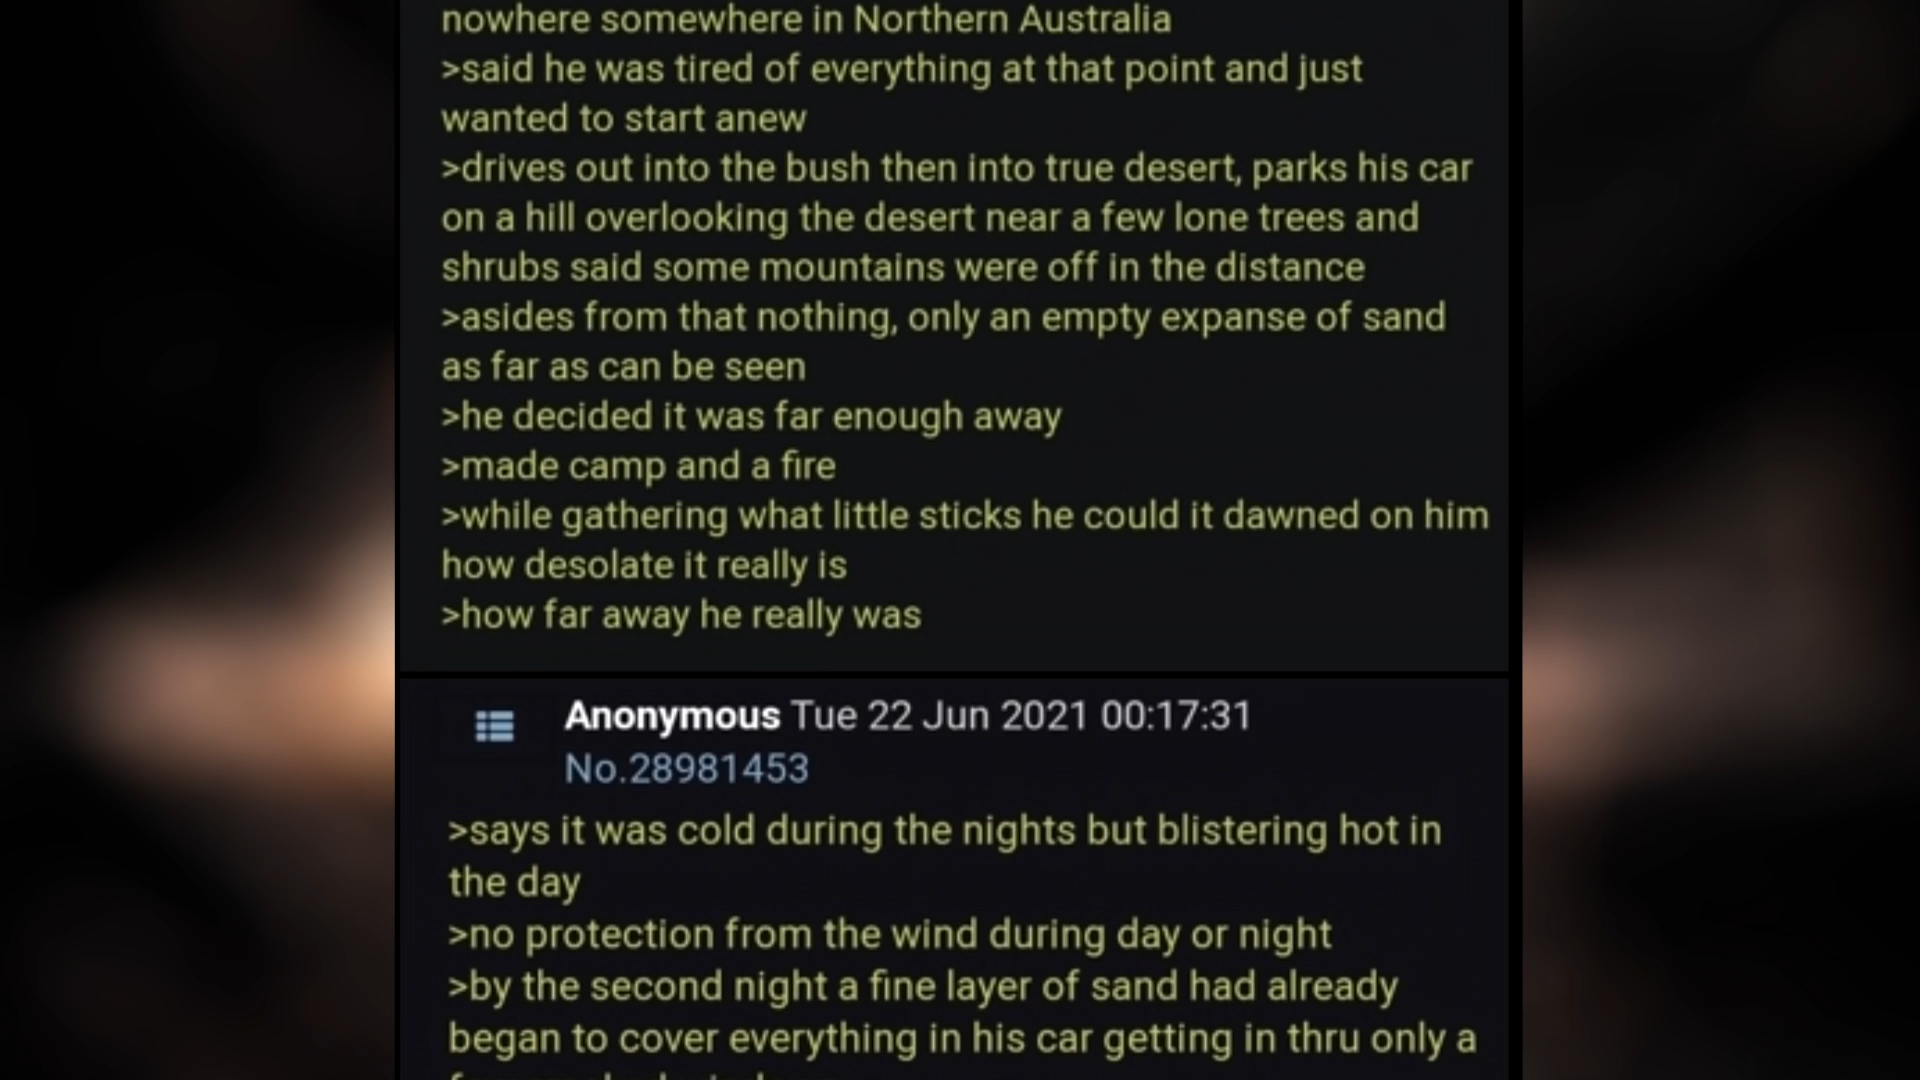 nowhere somewhere in Northern Australia
>said he was tired of everything at that point and just
wanted to start anew
>drives out into the bush then into true desert, parks his car
on a hill overlooking the desert near a few lone trees and
shrubs said some mountains were off in the distance
>asides from that nothing, only an empty expanse of sand
as far as can be seen
>he decided it was far enough away
>made camp and a fire
>while gathering what little sticks he could it dawned on him
how desolate it really is
>how far away he really was
Anonymous Tue 22 Jun 2021 00:17:31
No.28981453
>says it was cold during the nights but blistering hot in
the day
>no protection from the wind during day or night
>by the second night a fine layer of sand had already
began to cover everything in his car getting in thru only a